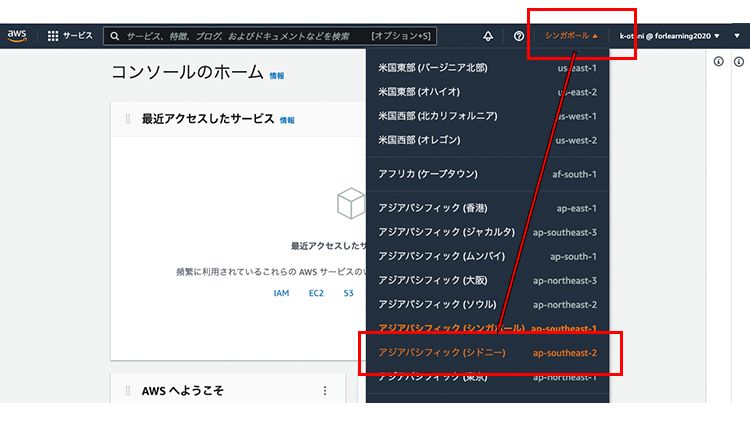 aws
サービス
サービス、特徴、ブログ、およびドキュメントなどを検索
[オプション+S]
シンガポール ▲
k-otani @ forlearning2020 ▼
コンソールのホーム 情報
最近アクセスしたサービス 情報
最近アクセスしたサ
頻繁に利用されているこれらの AWS サービスのい
IAM EC2 S3
AWS へようこそ
米国東部 (バージニア北部) us-east-1
米国東部 (オハイオ) us-east-2
米国西部 (北カリフォルニア) us-west-1
米国西部 (オレゴン) us-west-2
アフリカ (ケープタウン) af-south-1
アジアパシフィック (香港) ap-east-1
アジアパシフィック (ジャカルタ) ap-southeast-3
アジアパシフィック (ムンバイ) ap-south-1
アジアパシフィック (大阪) ap-northeast-3
アジアパシフィック (ソウル) ap-northeast-2
アジアパシフィック (シンガポール) ap-southeast-1
アジアパシフィック (シドニー) ap-southeast-2
アジアパシフィック (東京) ap-northeast-1